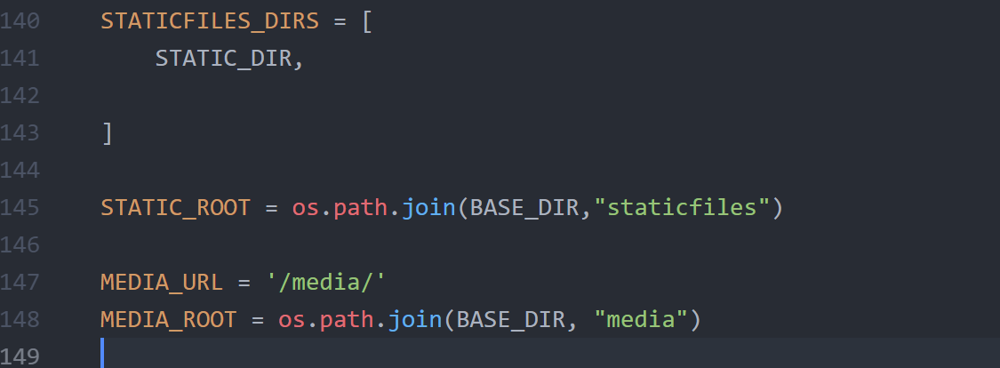 140 STATICFILES_DIRS = [
141 STATIC_DIR,
142
143 ]
144
145 STATIC_ROOT = os.path.join(BASE_DIR,"staticfiles")
146
147 MEDIA_URL = '/media/'
148 MEDIA_ROOT = os.path.join(BASE_DIR, "media")
149